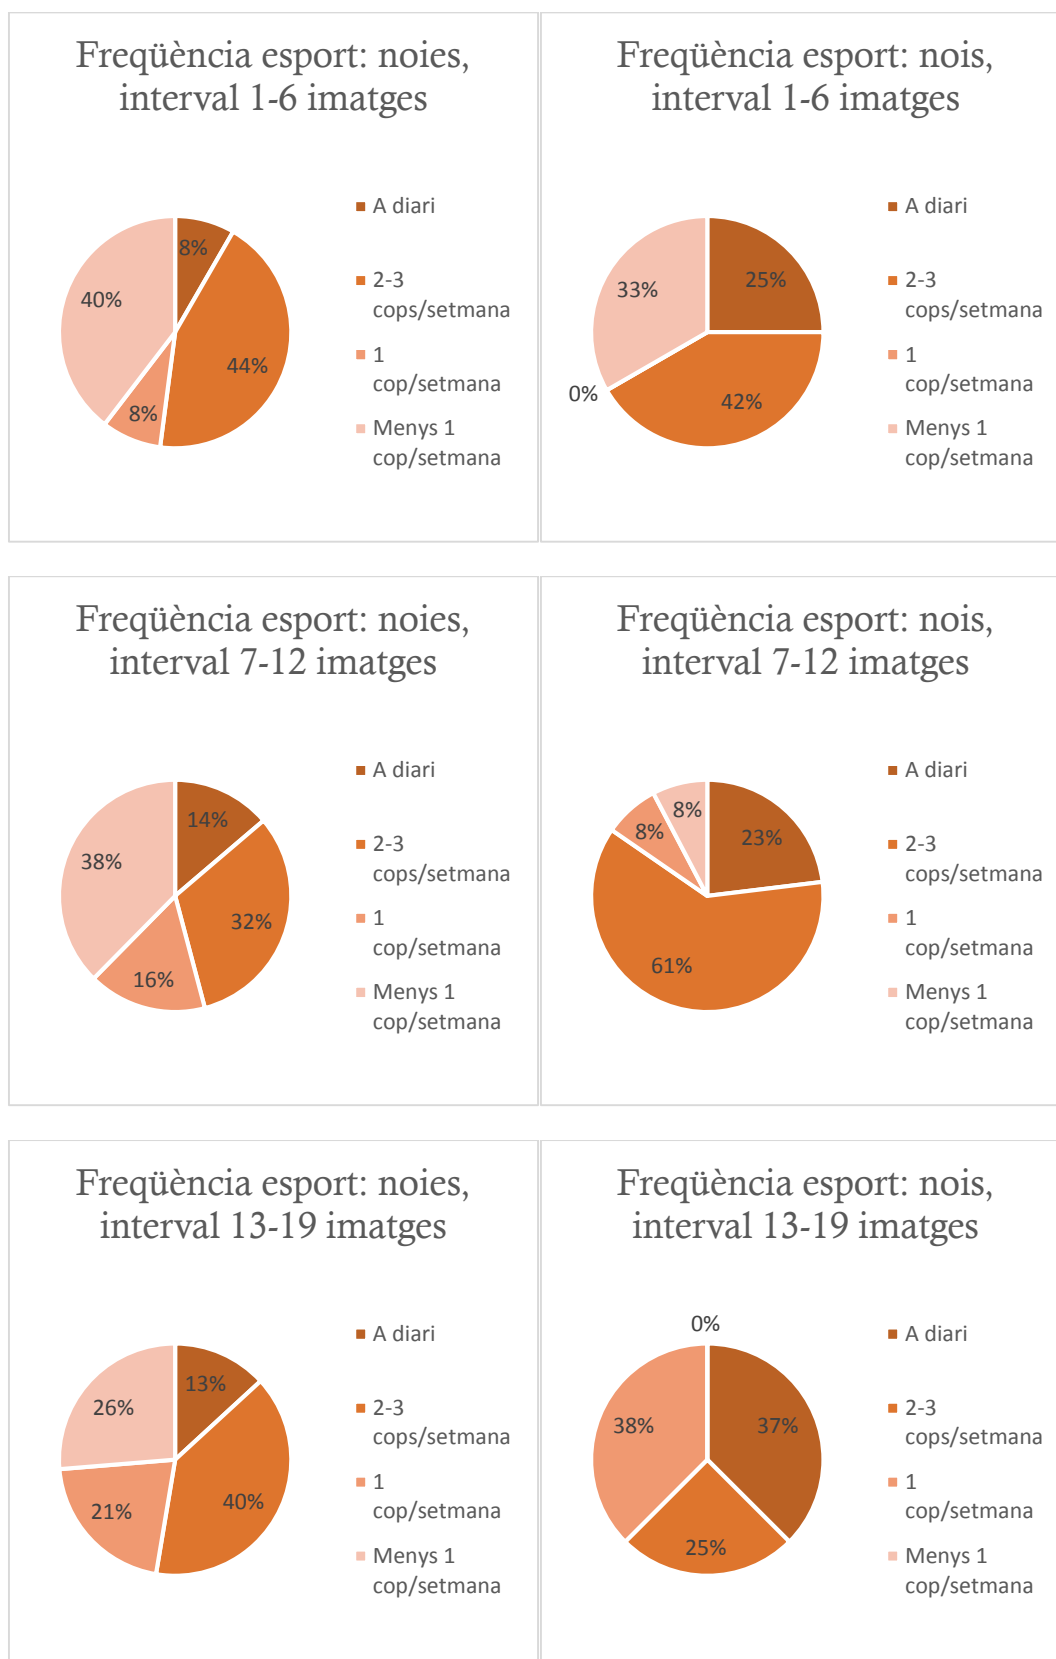 Freqüència esport: noies,
interval 1-6 imatges
8%
44%
8%
40%
A diari
2-3
cops/setmana
1
cop/setmana
Menys 1
cop/setmana
Freqüència esport: nois,
interval 1-6 imatges
25%
42%
0%
33%
A diari
2-3
cops/setmana
1
cop/setmana
Menys 1
cop/setmana
Freqüència esport: noies,
interval 7-12 imatges
14%
32%
16%
38%
A diari
2-3
cops/setmana
1
cop/setmana
Menys 1
cop/setmana
Freqüència esport: nois,
interval 7-12 imatges
23%
61%
8%
8%
A diari
2-3
cops/setmana
1
cop/setmana
Menys 1
cop/setmana
Freqüència esport: noies,
interval 13-19 imatges
13%
40%
21%
26%
A diari
2-3
cops/setmana
1
cop/setmana
Menys 1
cop/setmana
Freqüència esport: nois,
interval 13-19 imatges
37%
25%
38%
0%
A diari
2-3
cops/setmana
1
cop/setmana
Menys 1
cop/setmana